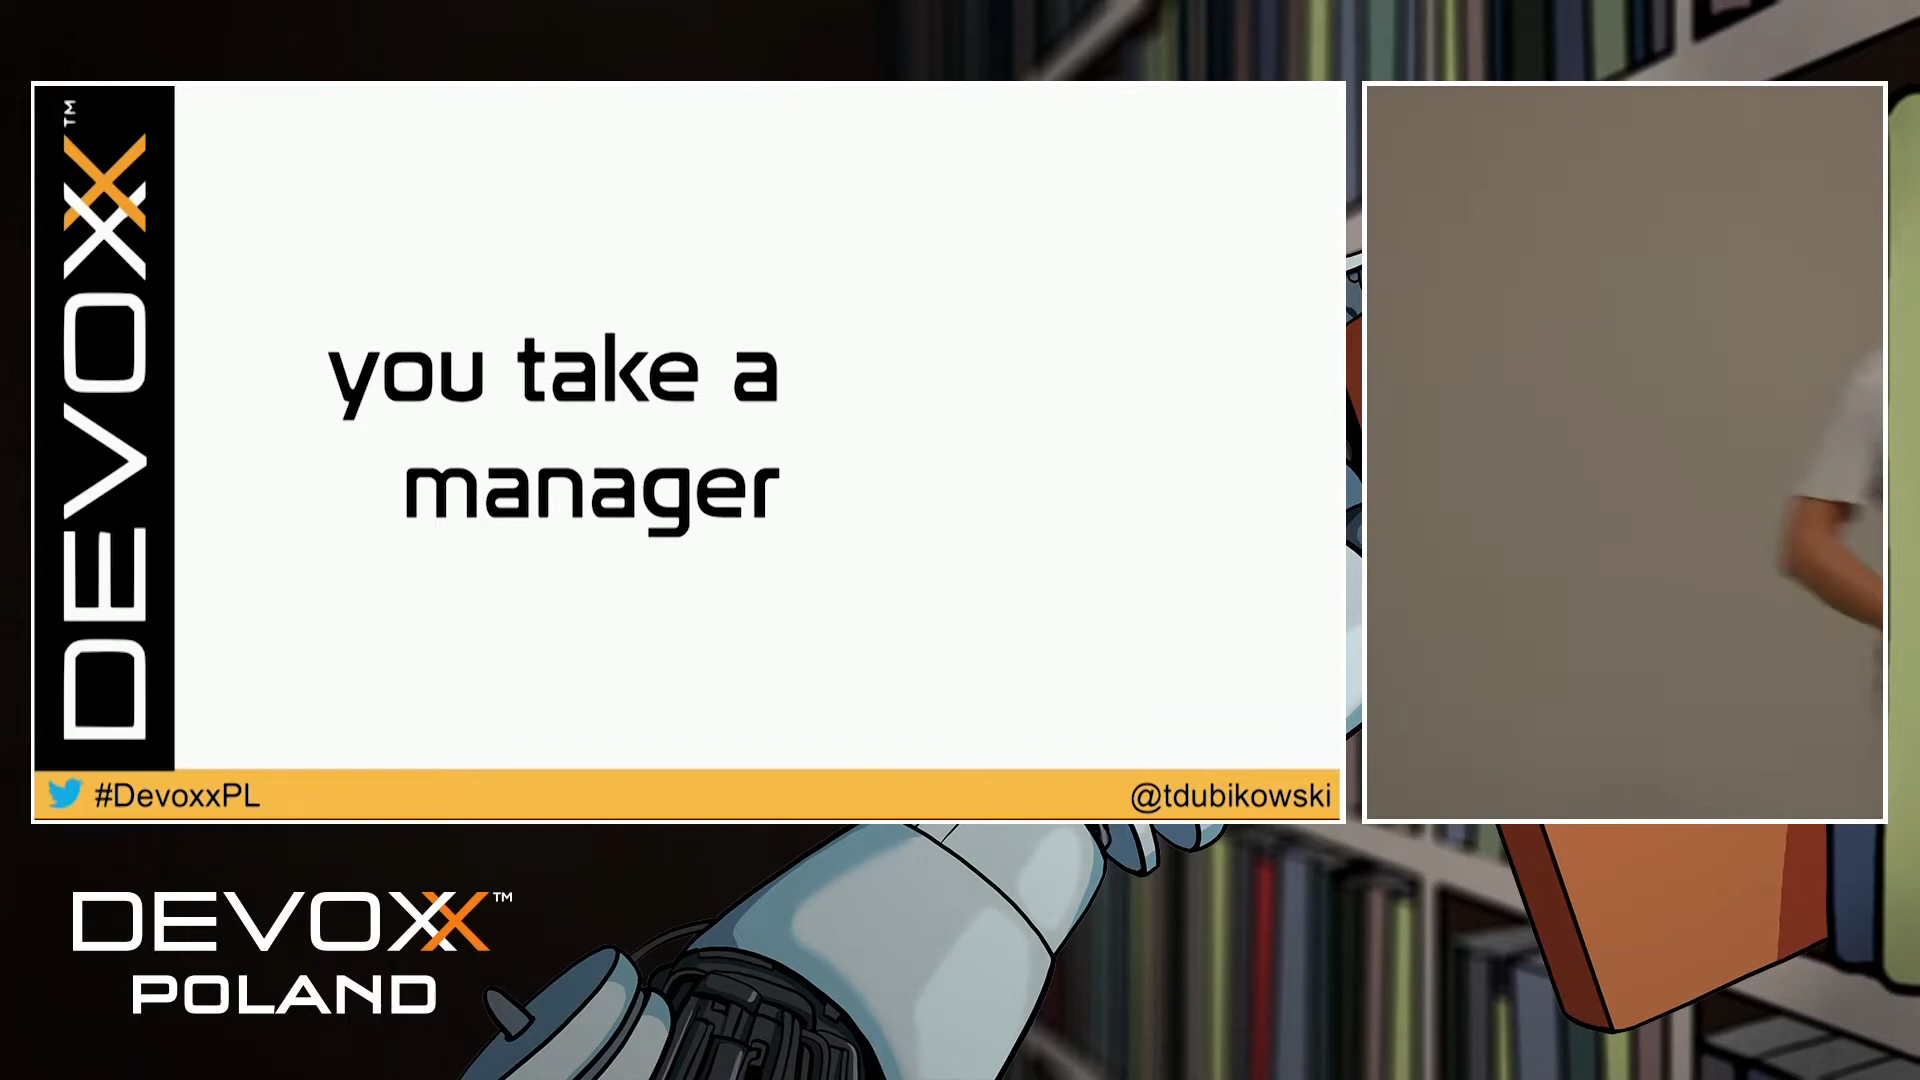 DEVOXX™
you take a
manager
#DevoxxPL
@tdubikowski
DEVOXX™
POLAND